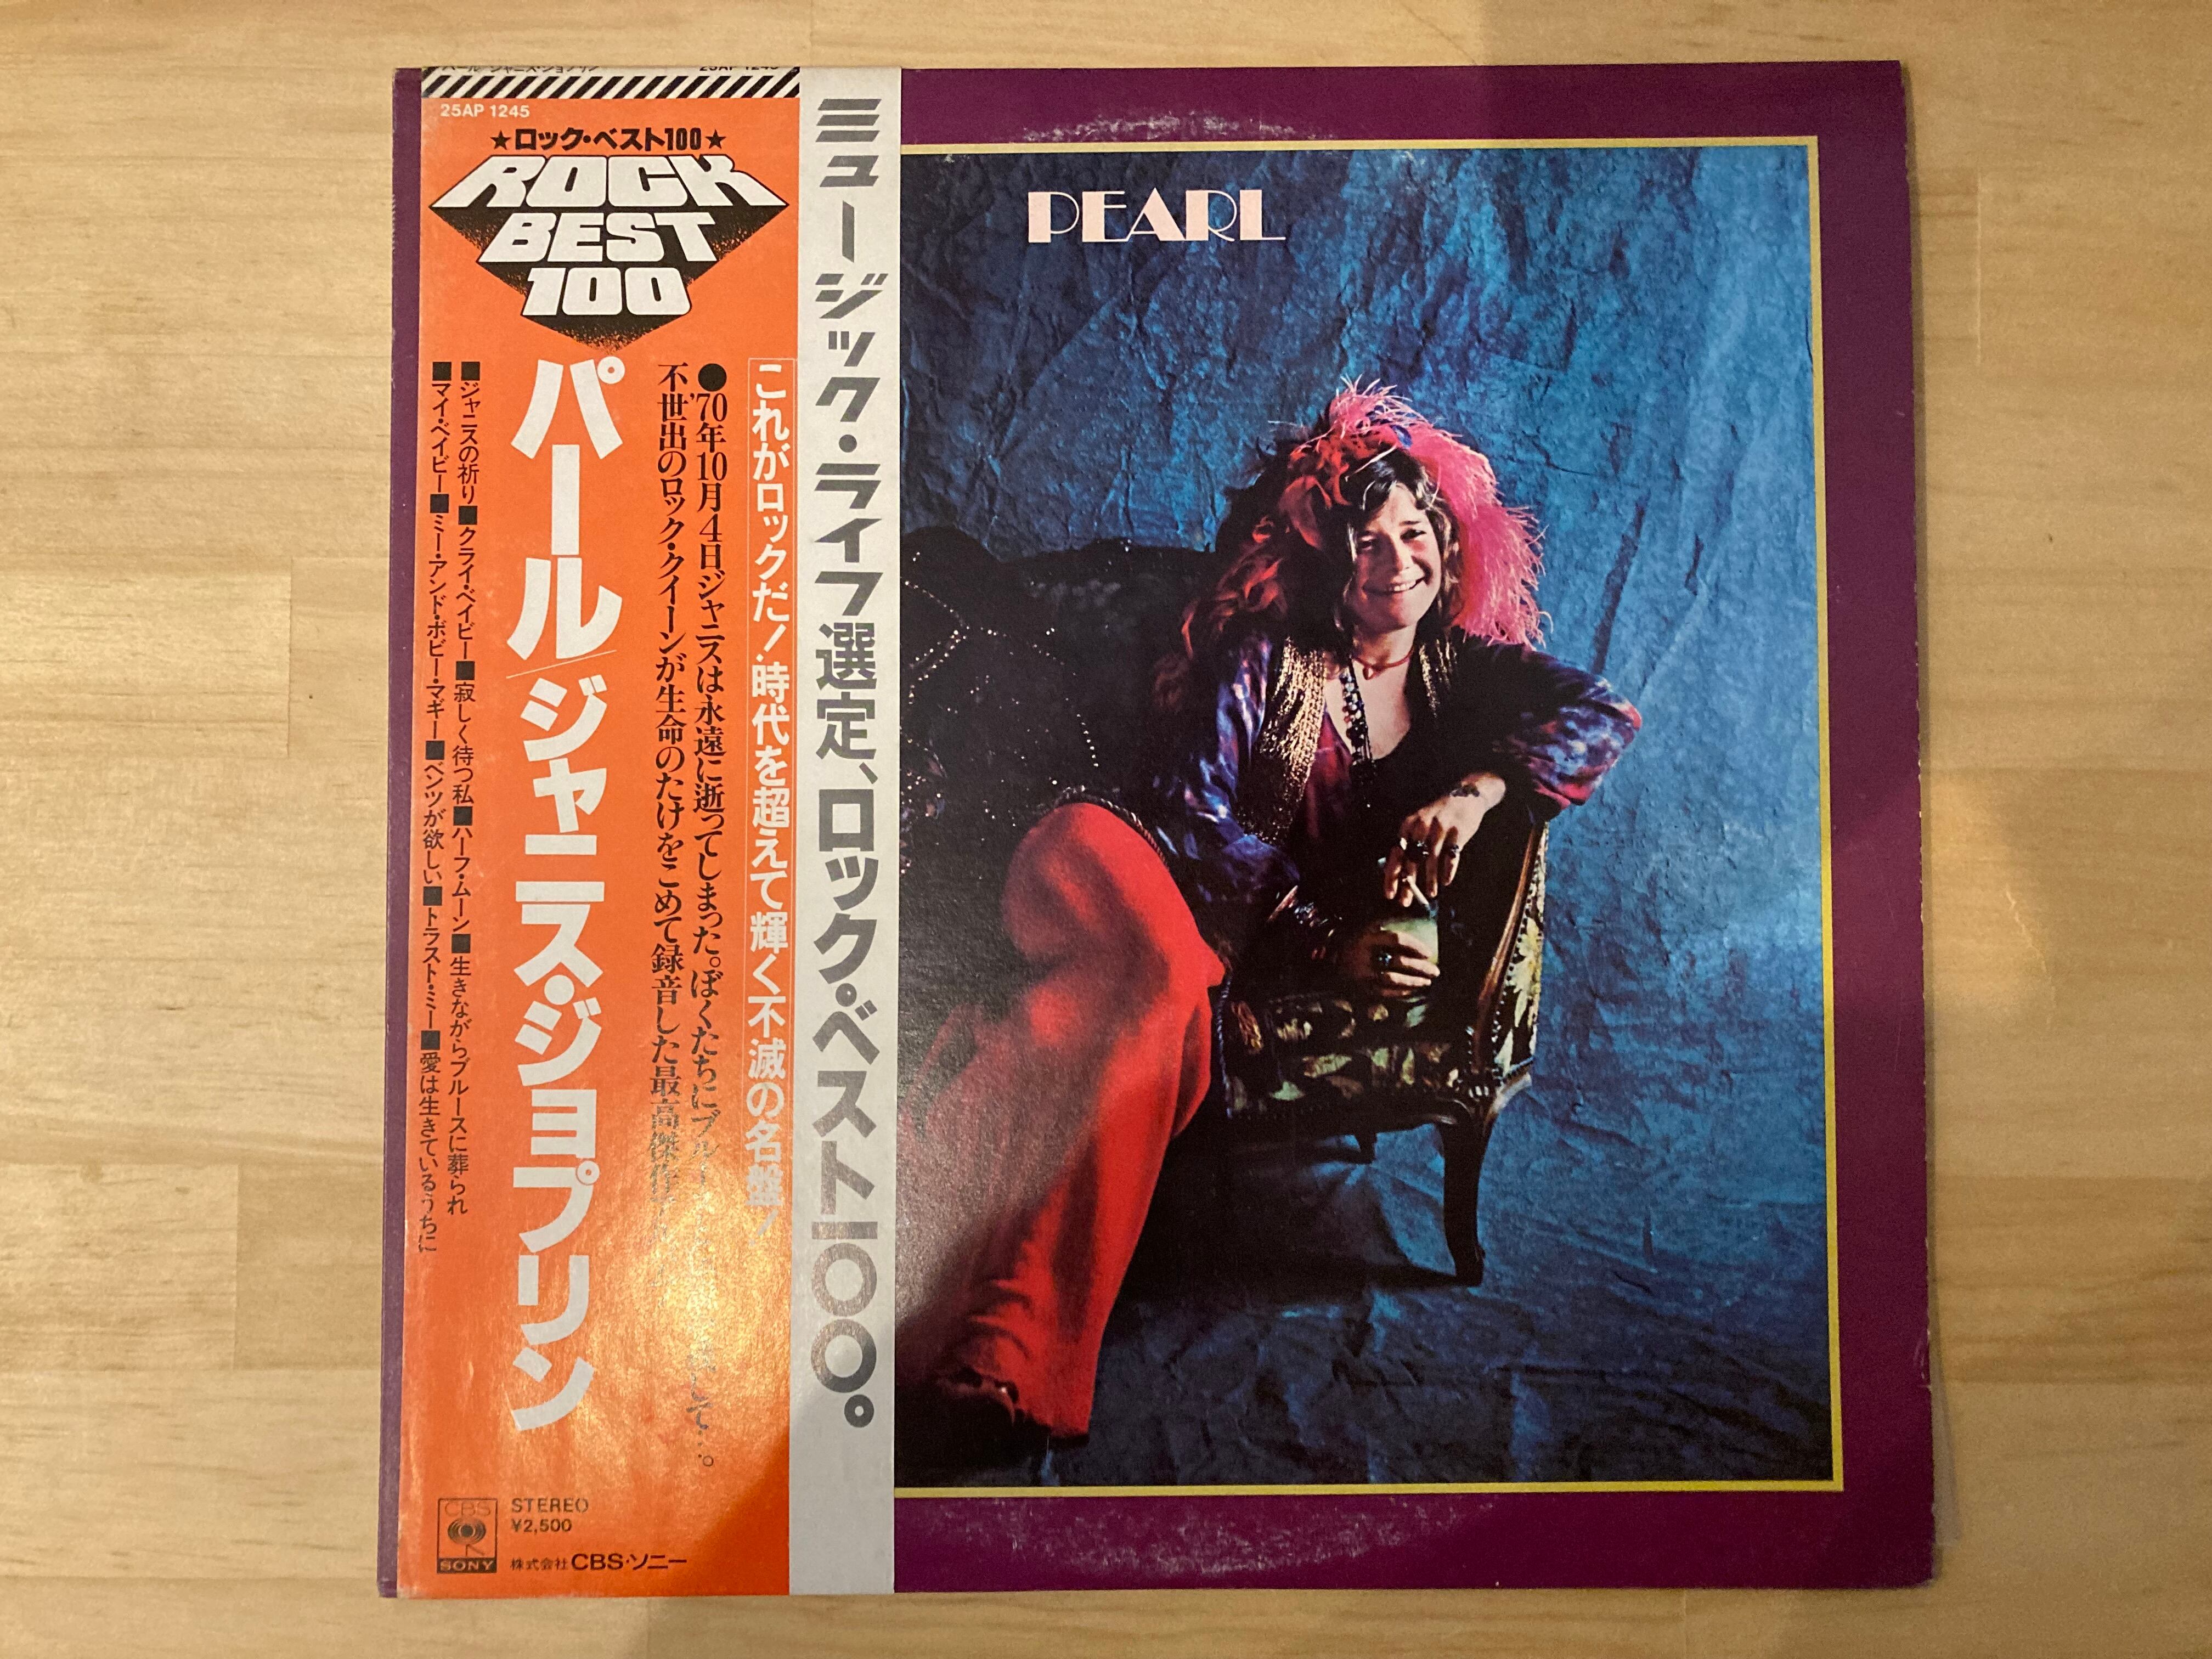 25AP 1245
★ロック・ベスト100★
ROCK
BEST
100
ミュージック・ライフ選定、ロック・ベスト100。
これがロックだ!時代を超えて輝く不滅の名盤!
●'70年10月4日ジャニスは永遠に逝ってしまった。ぼくたちにブルー
不世出のロック・クイーンが生命のたけをこめて録音した最高傑作
パール/ジャニス・ジョプリン
■ジャニスの祈り■クライ・ベイビー■寂しく待つ私■ハーフ・ムーン■生きながらブルースに葬られ
■マイ・ベイビー■ミー・アンド・ボビー・マギー■ベンツが欲しい■トラスト・ミー■愛は生きているうちに
CBS
SONY
STEREO
¥2,500
株式会社CBS・ソニー
PEARL